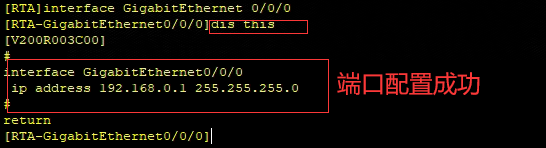 [RTA]interface GigabitEthernet 0/0/0
[RTA-GigabitEthernet0/0/0]dis this
[V200R003C00]
#
interface GigabitEthernet0/0/0
 ip address 192.168.0.1 255.255.255.0
#
return
[RTA-GigabitEthernet0/0/0]
端口配置成功